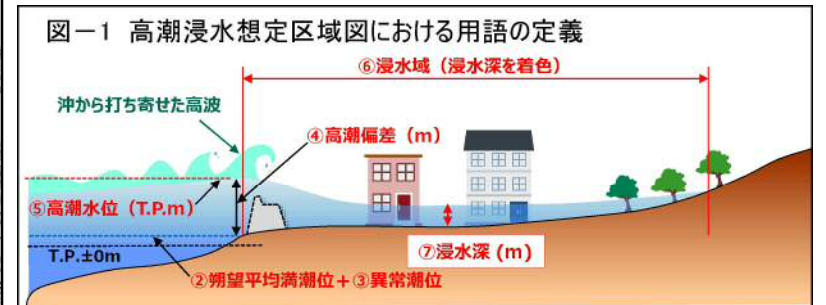 図－1 高潮浸水想定区域図における用語の定義
⑥浸水域（浸水深を着色）
沖から打ち寄せた高波
④高潮偏差（m）
⑤高潮水位（T.P.m）
⑦浸水深 (m)
T.P.±0m
②朔望平均満潮位＋③異常潮位